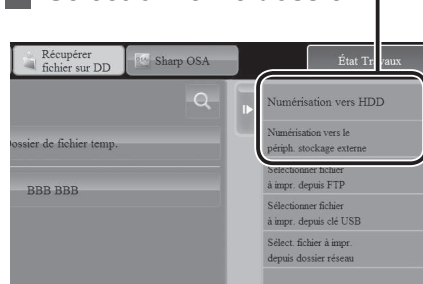 Récupérer
fichier sur DD
Sharp OSA
État Travaux
Numérisation vers HDD
Dossier de fichier temp.
Numérisation vers le
périph. stockage externe
Sélectionner fichier
à impr. depuis FTP
BBB BBB
Sélectionner fichier
à impr. depuis clé USB
Sélect. fichier à impr.
depuis dossier réseau